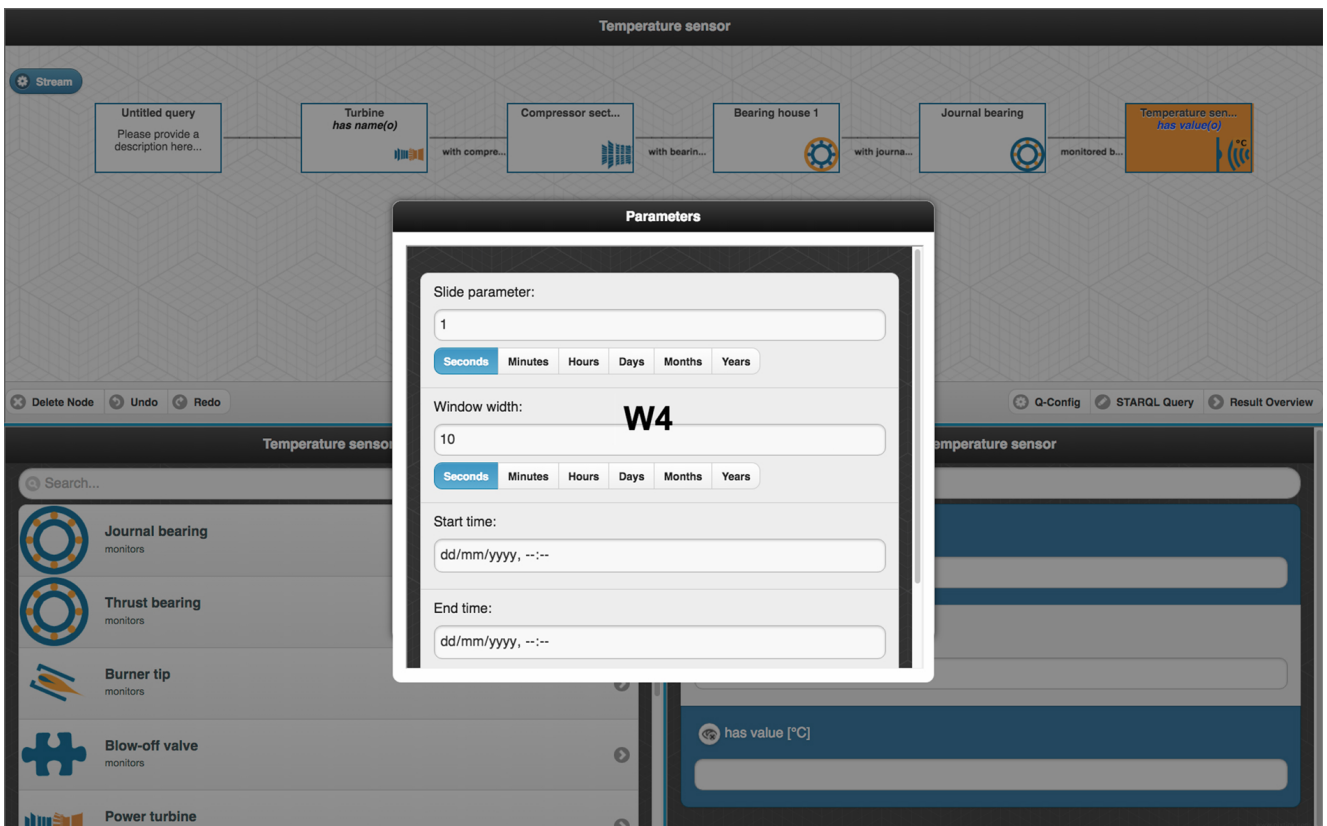 Temperature sensor
Stream
Untitled query
Please provide a
description here...
Turbine
has name(o)
with compre...
Compressor sect...
with bearin...
Bearing house 1
with journa...
Journal bearing
monitored b...
Temperature sen...
has value(o)
°C
Parameters
Slide parameter:
1
Seconds Minutes Hours Days Months Years
Window width:
W4
10
Seconds Minutes Hours Days Months Years
Start time:
dd/mm/yyyy, --:--
End time:
dd/mm/yyyy, --:--
Delete Node Undo Redo
Q-Config STARQL Query Result Overview
Temperature sensor
Search...
Journal bearing
monitors
Thrust bearing
monitors
Burner tip
monitors
Blow-off valve
monitors
Power turbine
emperature sensor
has value [°C]